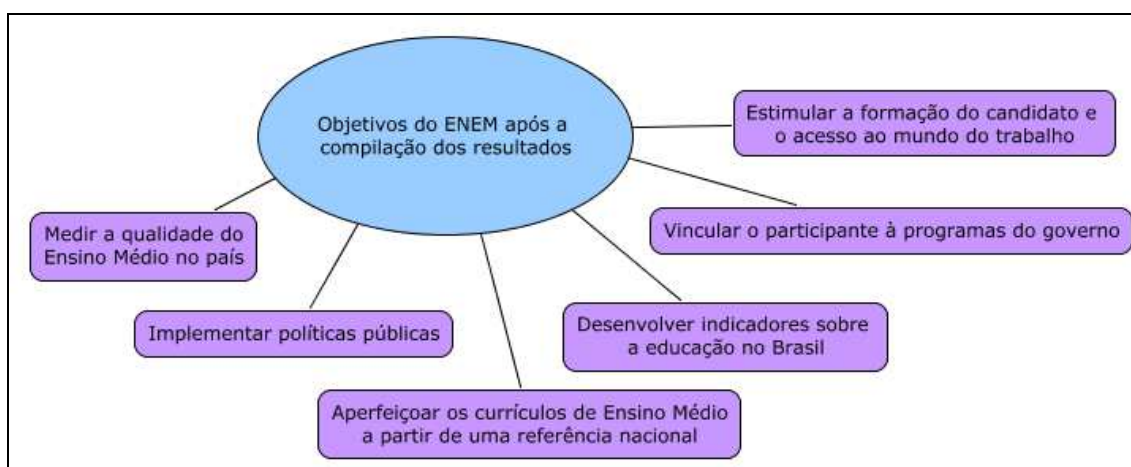 Objetivos do ENEM após a
compilação dos resultados
Estimular a formação do candidato e
o acesso ao mundo do trabalho
Vincular o participante à programas do governo
Medir a qualidade do
Ensino Médio no país
Implementar políticas públicas
Desenvolver indicadores sobre
a educação no Brasil
Aperfeiçoar os currículos de Ensino Médio
a partir de uma referência nacional